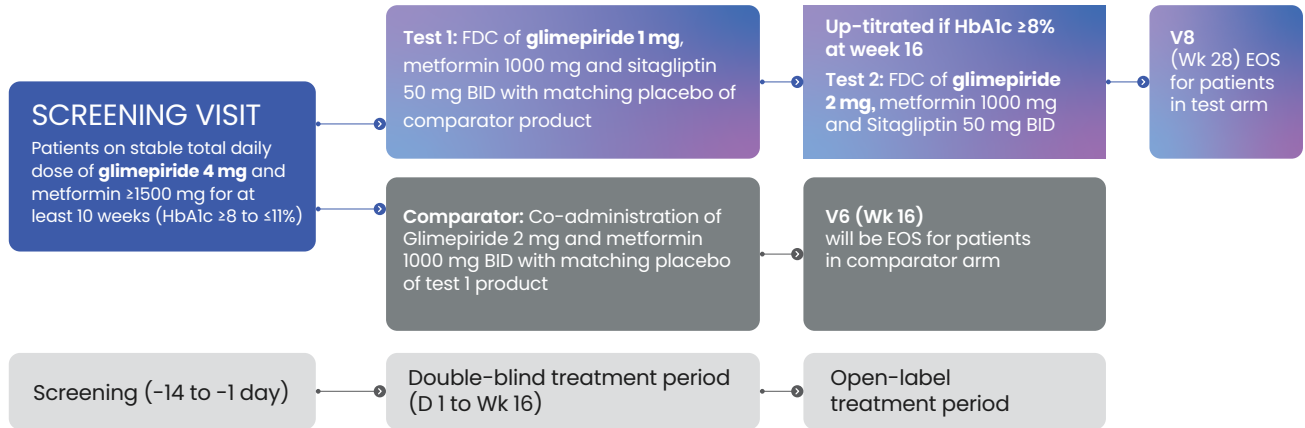 SCREENING VISIT
Patients on stable total daily
dose of glimepiride 4 mg and
metformin ≥1500 mg for at
least 10 weeks (HbA1c ≥8 to ≤11%)
Test 1: FDC of glimepiride 1 mg,
metformin 1000 mg and sitagliptin
50 mg BID with matching placebo of
comparator product
Up-titrated if HbA1c ≥8%
at week 16
Test 2: FDC of glimepiride
2 mg, metformin 1000 mg
and Sitagliptin 50 mg BID
V8
(Wk 28) EOS
for patients
in test arm
Comparator: Co-administration of
Glimepiride 2 mg and metformin
1000 mg BID with matching placebo
of test 1 product
V6 (Wk 16)
will be EOS for patients
in comparator arm
Screening (-14 to -1 day)
Double-blind treatment period
(D 1 to Wk 16)
Open-label
treatment period